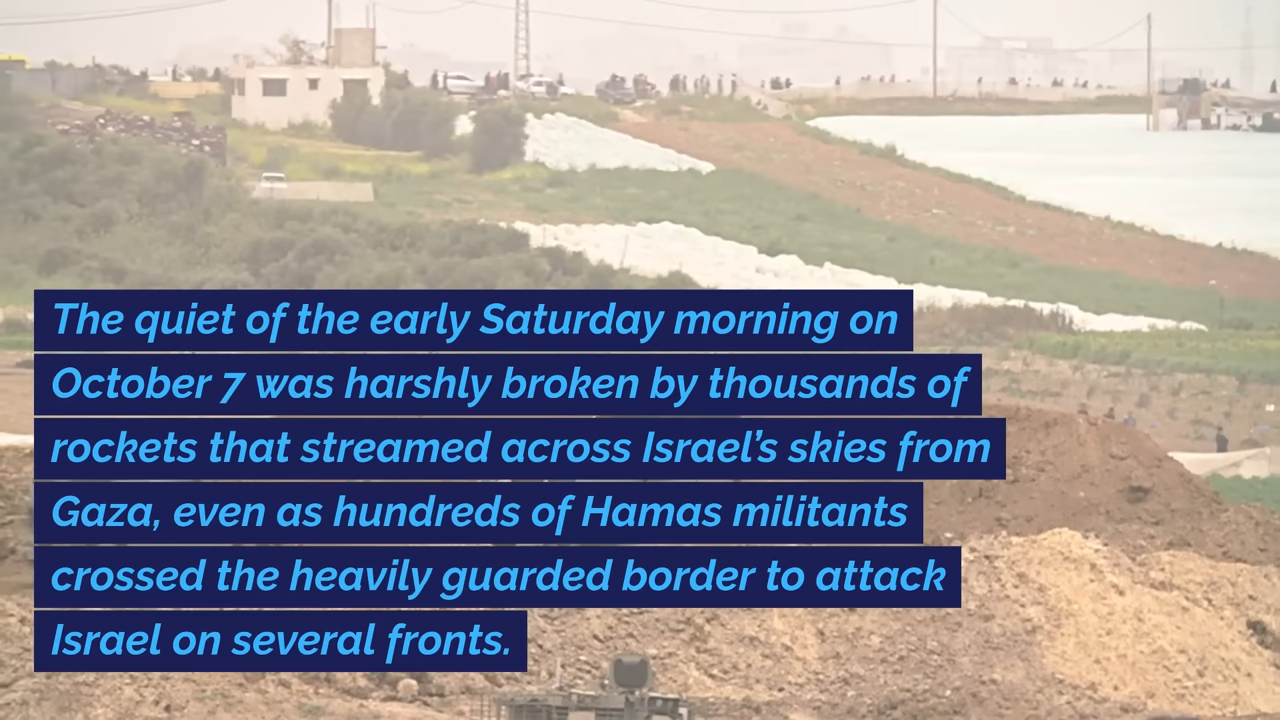 The quiet of the early Saturday morning on
October 7 was harshly broken by thousands of
rockets that streamed across Israel’s skies from
Gaza, even as hundreds of Hamas militants
crossed the heavily guarded border to attack
Israel on several fronts.